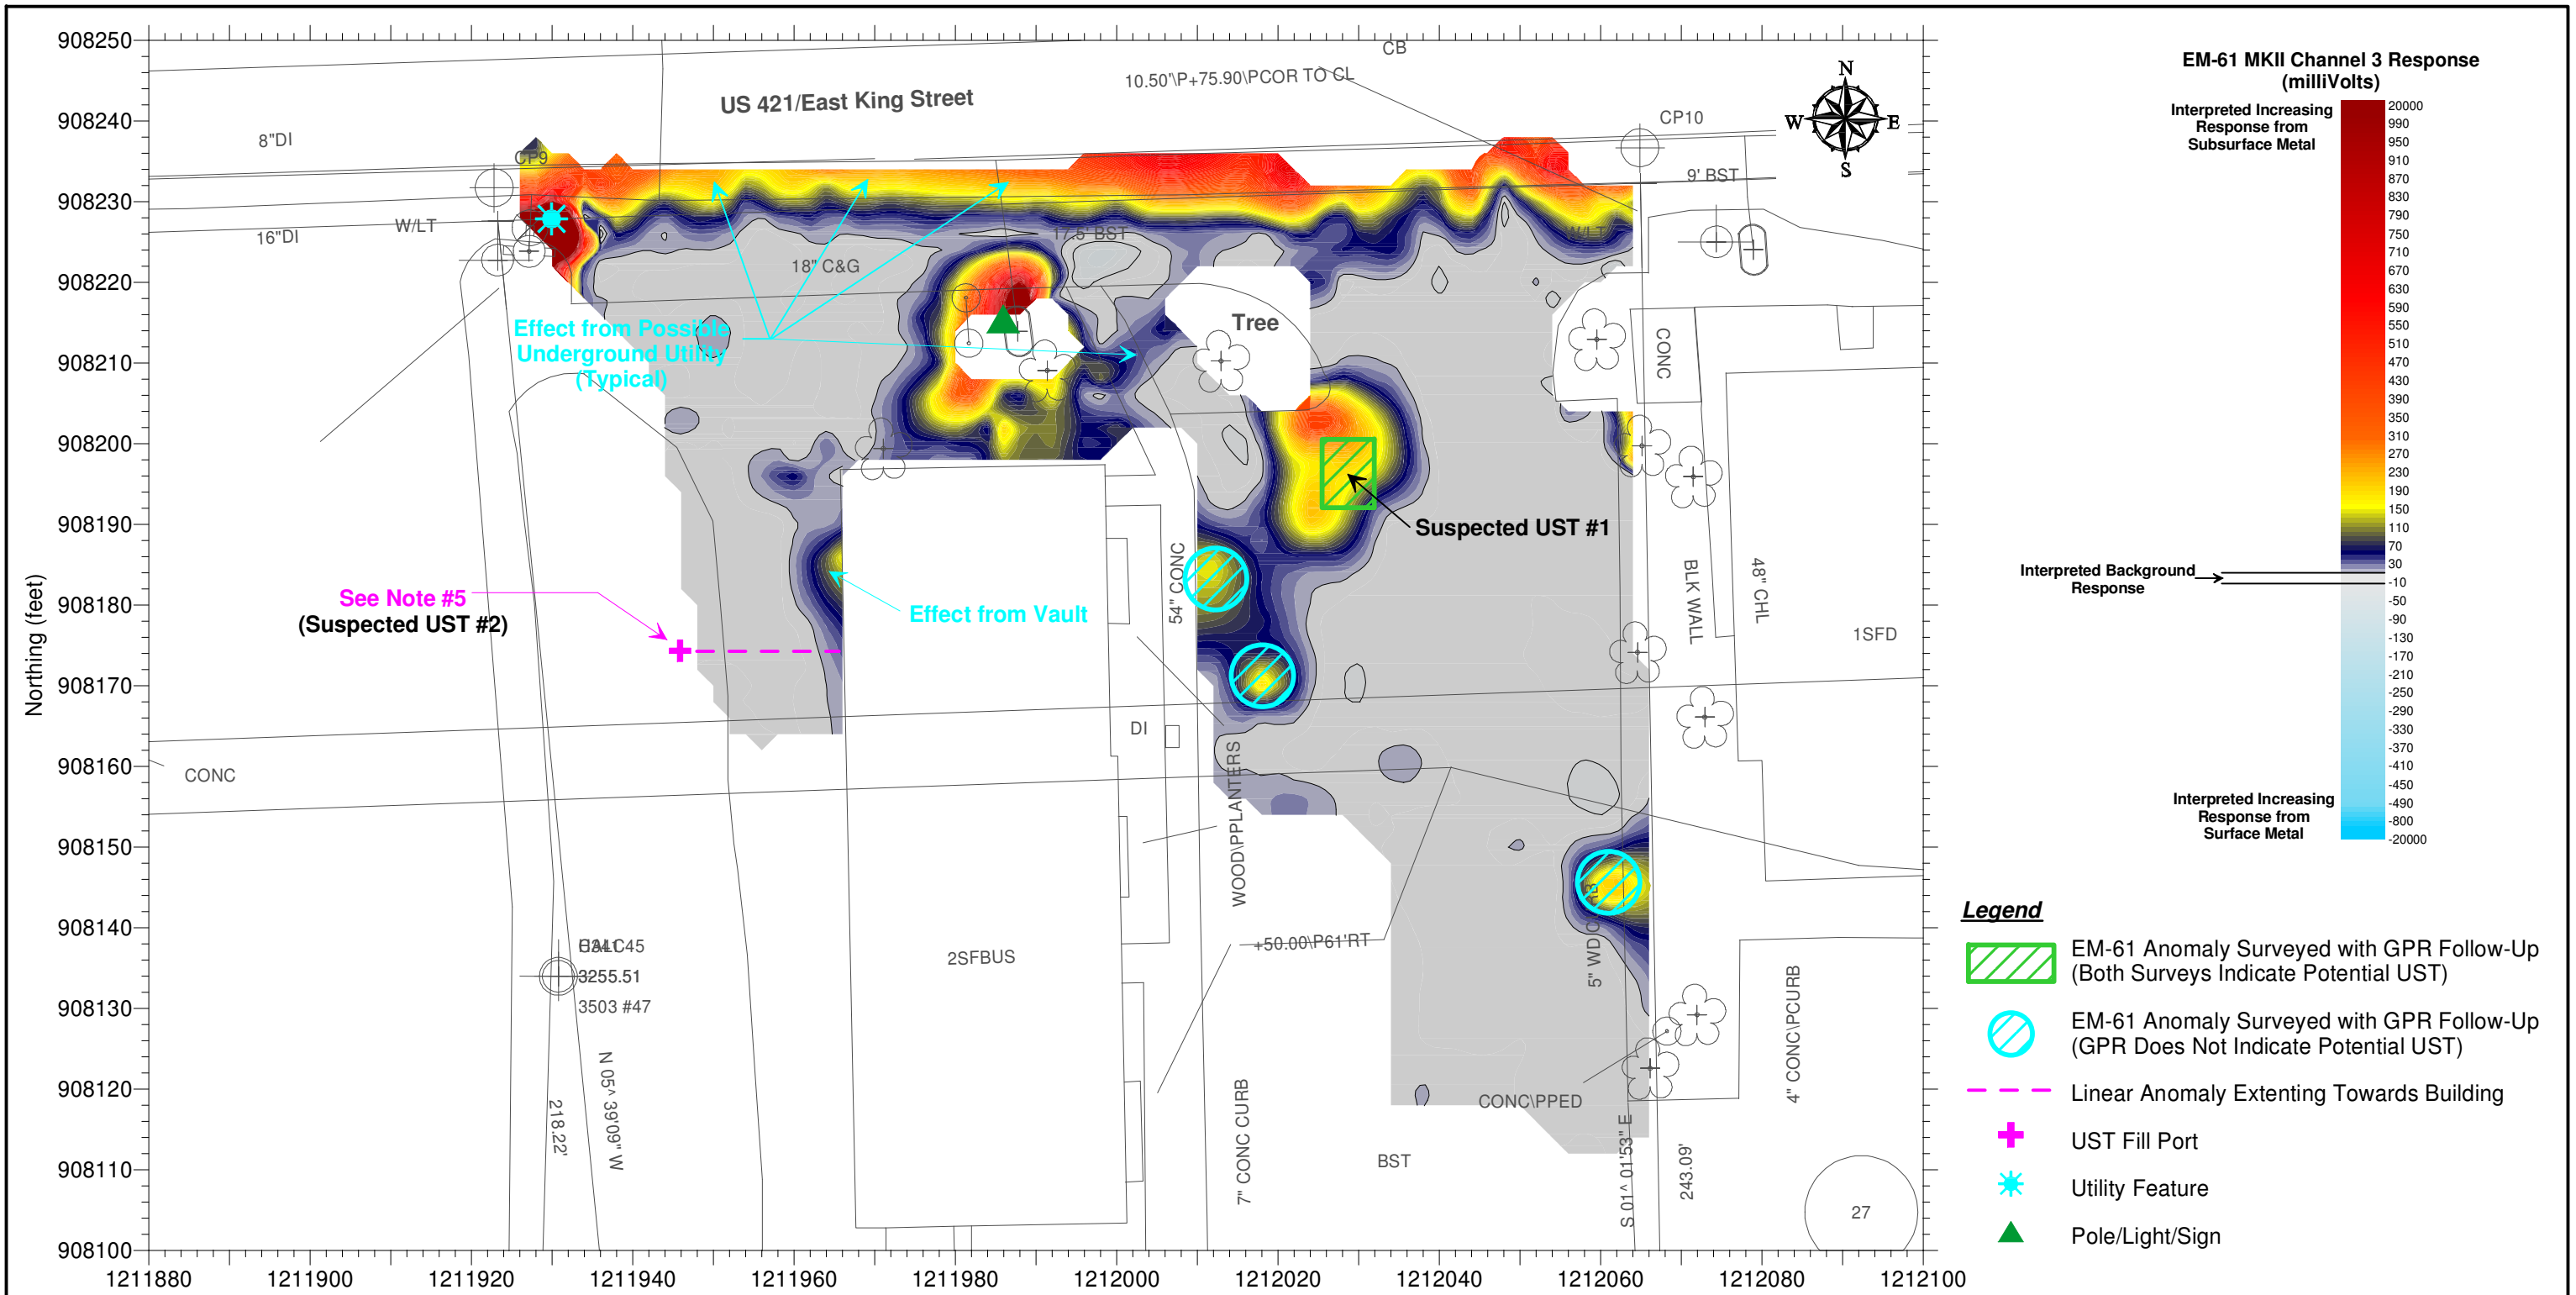 908250
908240
908230
908220
908210
908200
908190
908180
908170
908160
908150
908140
908130
908120
908110
908100
Northing (feet)
1211880
1211900
1211920
1211940
1211960
1211980
1212000
1212020
1212040
1212060
1212080
1212100
US 421/East King Street
10.50'\P+75.90\PCOR TO CL
CB
CP10
8"DI
CP9
9' BST
W/LT
16"DI
17.5' BST
W/LT
18" C&G
Effect from Possible
Underground Utility
(Typical)
Tree
CONC
Suspected UST #1
See Note #5
(Suspected UST #2)
Effect from Vault
54" CONC
BLK WALL
48" CHL
1SFD
DI
CONC
WOOD\PPLANTERS
5" WD
+50.00\P61'RT
2SFBUS
3255.51
3503 #47
N 05^ 39'09" W
218.22'
7" CONC CURB
BST
CONC\PPED
S 01^ 01'53" E
243.09'
4" CONC\PCURB
27
N
W
E
S
EM-61 MKII Channel 3 Response
(milliVolts)
Interpreted Increasing
Response from
Subsurface Metal
20000
990
950
910
870
830
790
750
710
670
630
590
550
510
470
430
390
350
310
270
230
190
150
110
70
30
-10
-50
-90
-130
-170
-210
-250
-290
-330
-370
-410
-450
-490
-800
-20000
Interpreted Background
Response
Interpreted Increasing
Response from
Surface Metal
Legend
EM-61 Anomaly Surveyed with GPR Follow-Up
(Both Surveys Indicate Potential UST)
EM-61 Anomaly Surveyed with GPR Follow-Up
(GPR Does Not Indicate Potential UST)
Linear Anomaly Extenting Towards Building
UST Fill Port
Utility Feature
Pole/Light/Sign